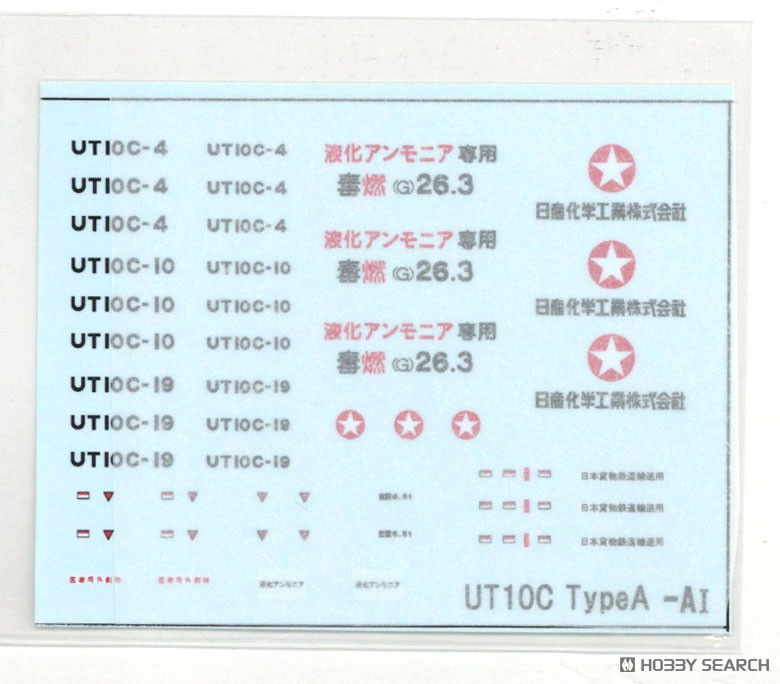 UT10C-4 UT10C-4
UT10C-4 UT10C-4
UT10C-4 UT10C-4
UT10C-10 UT10C-10
UT10C-10 UT10C-10
UT10C-10 UT10C-10
UT10C-19 UT10C-19
UT10C-19 UT10C-19
UT10C-19 UT10C-19
液化アンモニア専用
毒燃(G)26.3
液化アンモニア専用
毒燃(G)26.3
液化アンモニア専用
毒燃(G)26.3
日産化学工業株式会社
日産化学工業株式会社
日産化学工業株式会社
日本貨物鉄道輸送用
日本貨物鉄道輸送用
日本貨物鉄道輸送用
液化アンモニア 液化アンモニア
UT10C TypeA -AI
HOBBY SEARCH